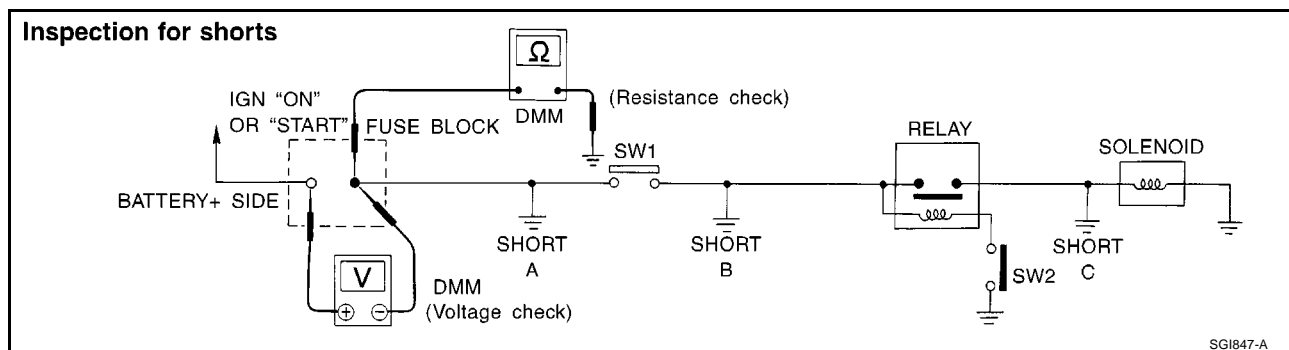 Inspection for shorts
IGN “ON”
OR “START”
FUSE BLOCK
Ω
DMM
(Resistance check)
SW1
RELAY
SOLENOID
BATTERY+ SIDE
SHORT
A
SHORT
B
SHORT
C
SW2
V
+ −
DMM
(Voltage check)
SGI847-A